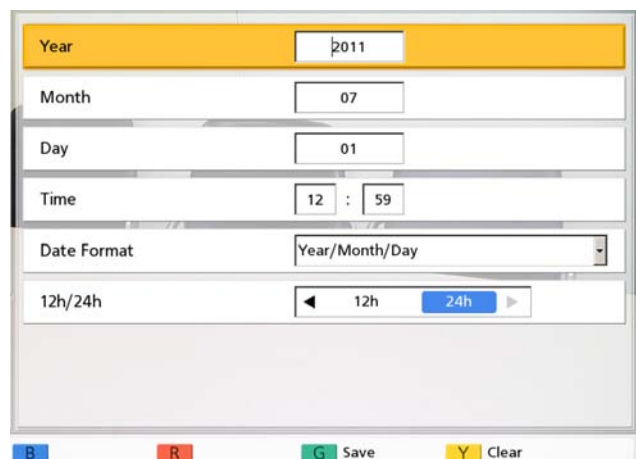 Year 2011
Month 07
Day 01
Time 12 : 59
Date Format Year/Month/Day
12h/24h 12h 24h
B R G Save Y Clear